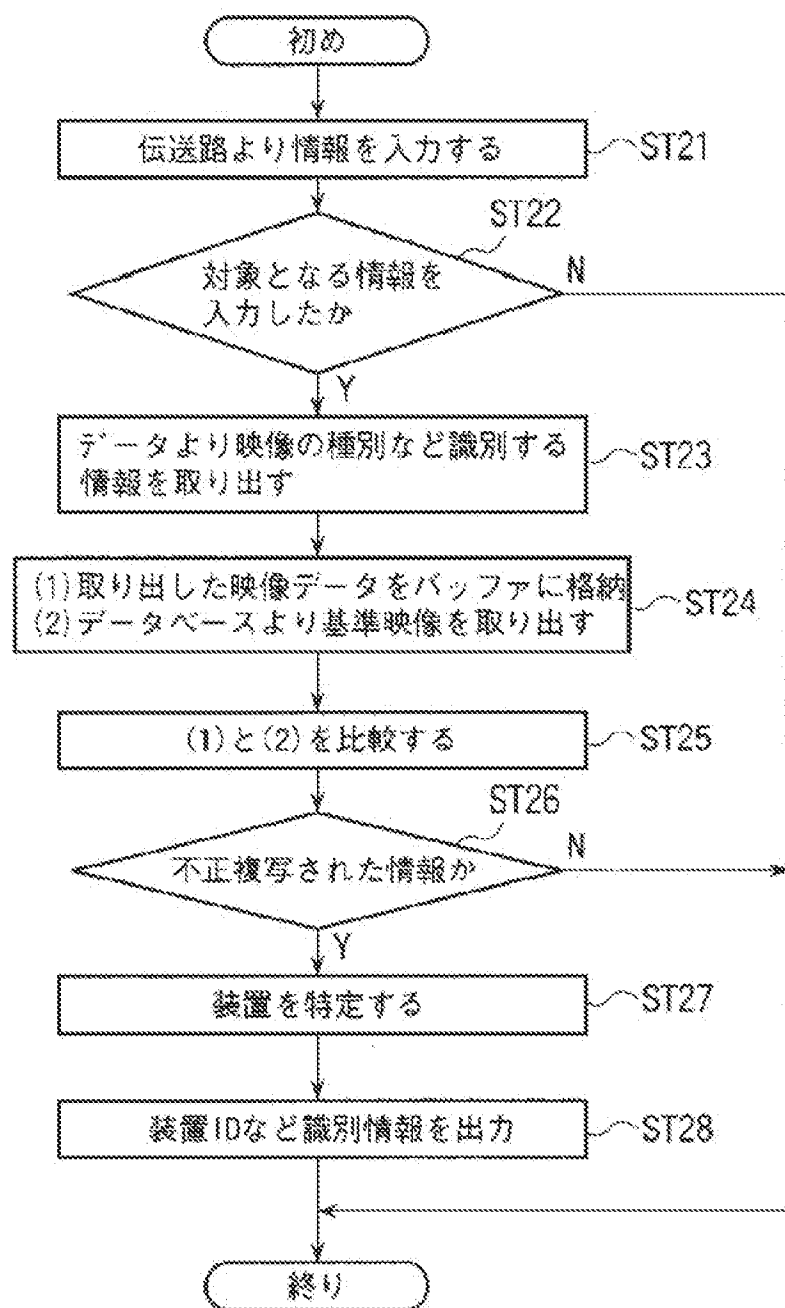 初め
伝送路より情報を入力する
ST21
ST22
対象となる情報を
入力したか
N
Y
データより映像の種別など識別する
情報を取り出す
ST23
(1)取り出した映像データをバッファに格納
(2)データベースより基準映像を取り出す
ST24
(1)と(2)を比較する
ST25
ST26
不正複写された情報か
N
Y
装置を特定する
ST27
装置IDなど識別情報を出力
ST28
終り